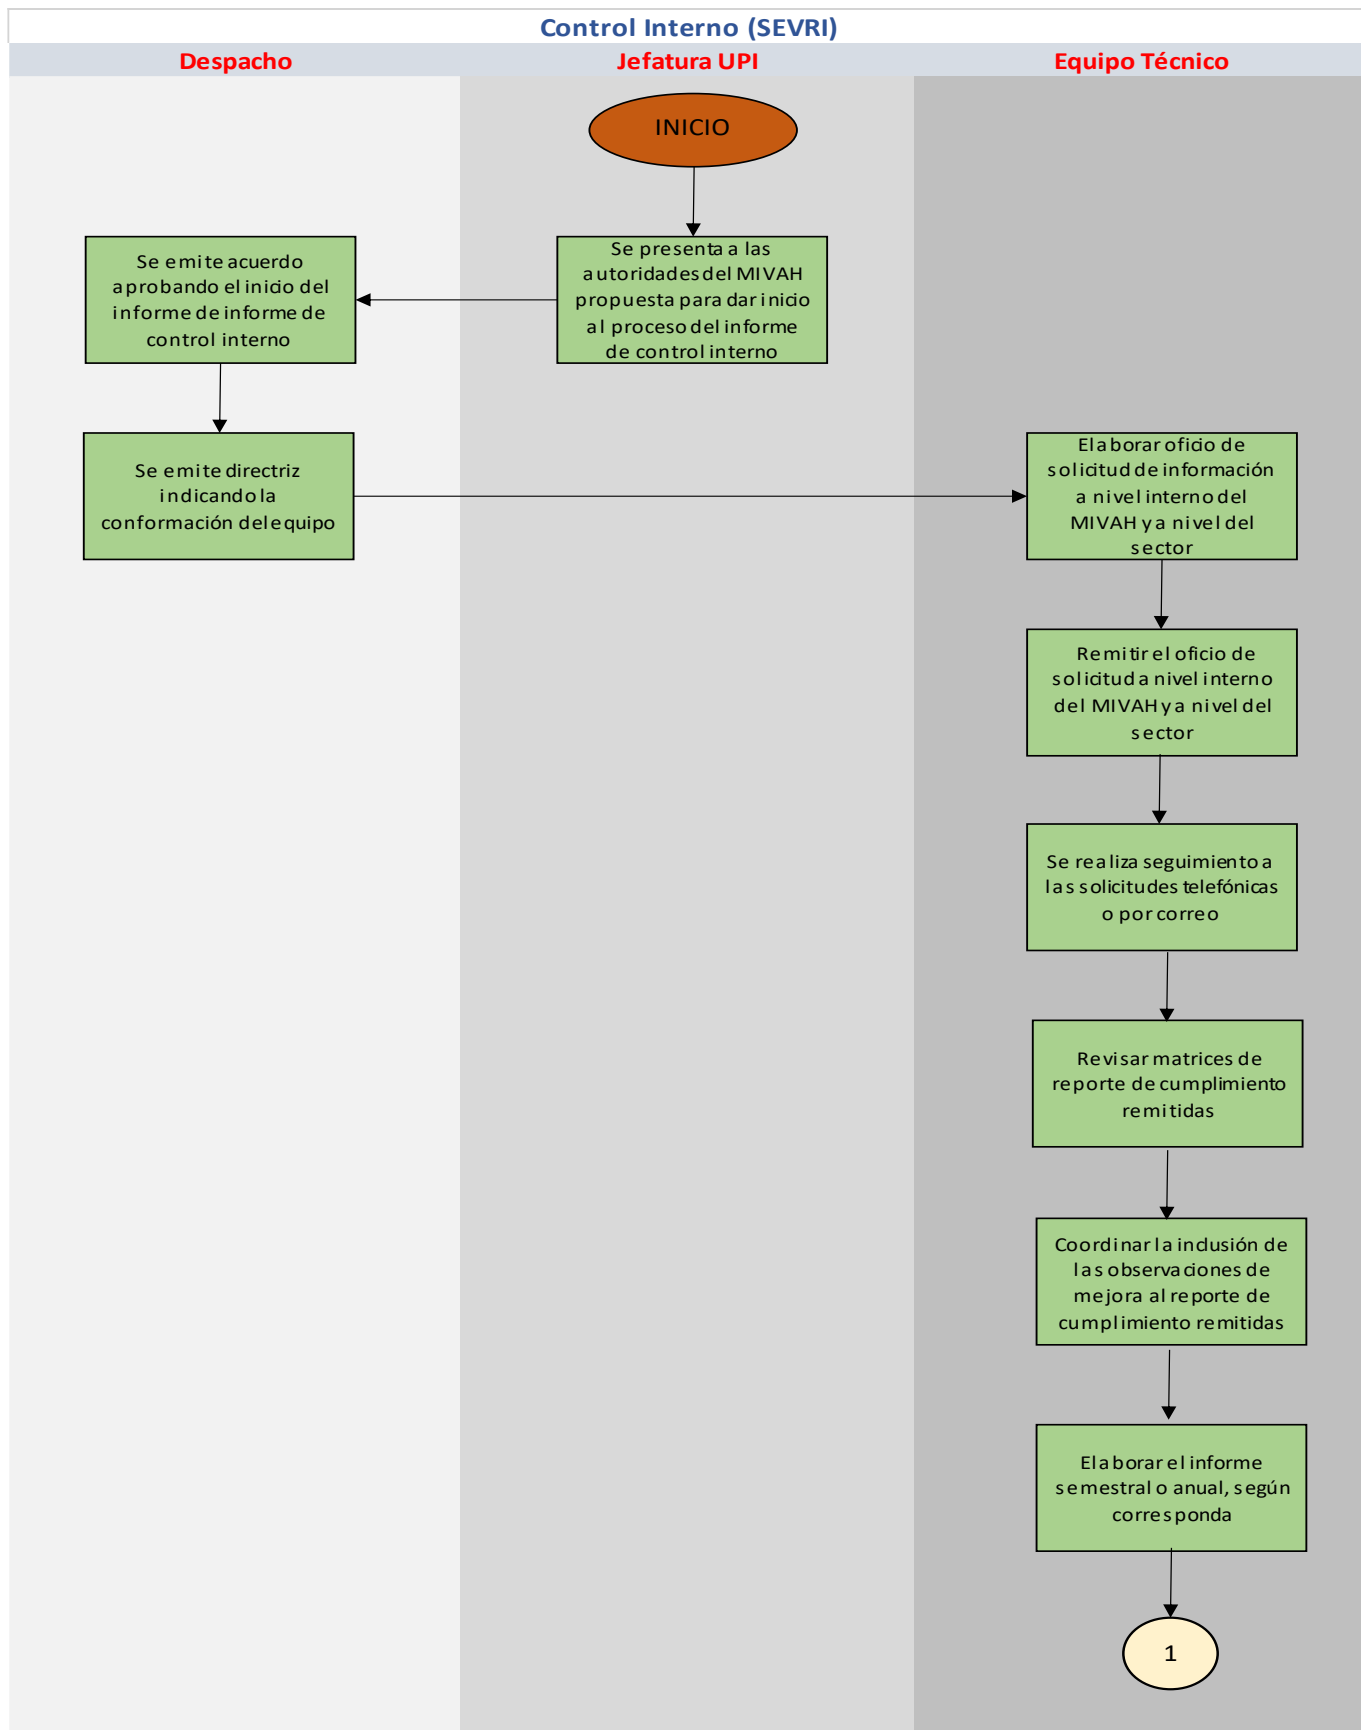 Control Interno (SEVRI)
Despacho
Jefatura UPI
Equipo Técnico
INICIO
Se presenta a las
autoridades del MIVAH
propuesta para dar inicio
al proceso del informe
de control interno
Se emite acuerdo
aprobando el inicio del
informe de informe de
control interno
Se emite directriz
indicando la
conformación del equipo
Elaborar oficio de
solicitud de información
a nivel interno del
MIVAH y a nivel del
sector
Remitir el oficio de
solicitud a nivel interno
del MIVAH y a nivel del
sector
Se realiza seguimiento a
las solicitudes telefónicas
o por correo
Revisar matrices de
reporte de cumplimiento
remitidas
Coordinar la inclusión de
las observaciones de
mejora al reporte de
cumplimiento remitidas
Elaborar el informe
semestral o anual, según
corresponda
1